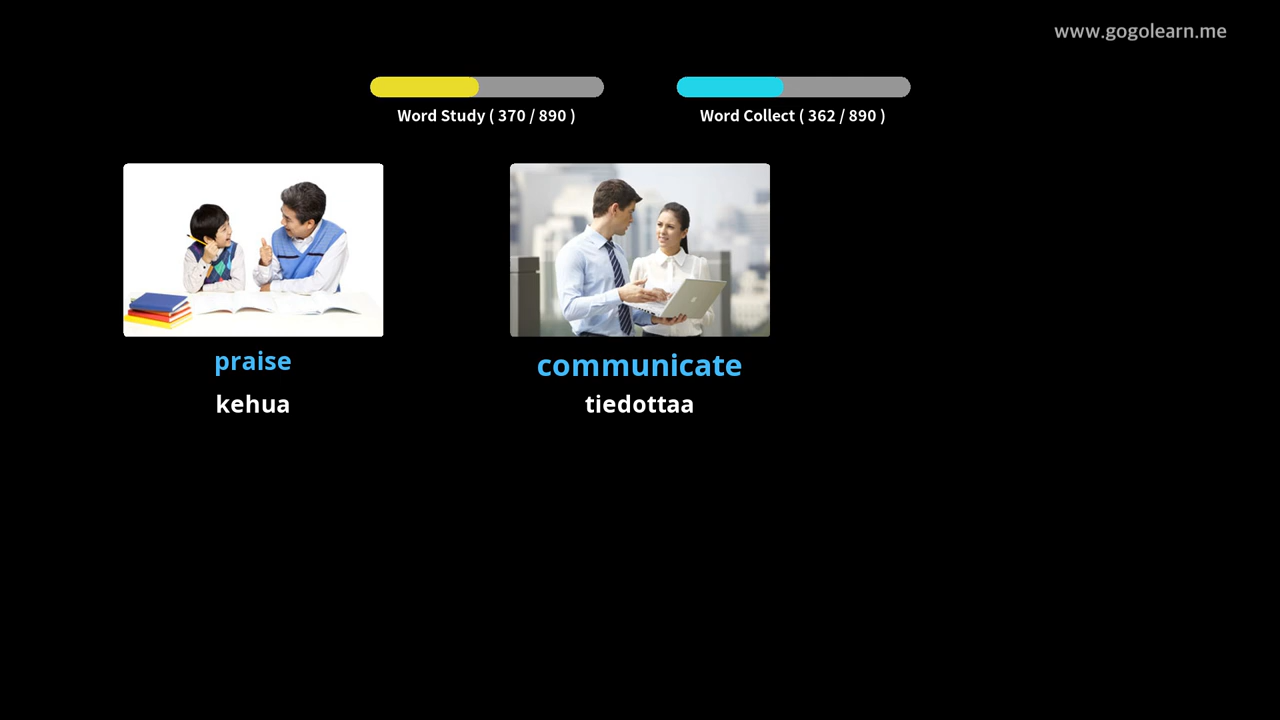 www.gogolearn.me
Word Study ( 370 / 890 )
Word Collect ( 362 / 890 )
praise
kehua
communicate
tiedottaa